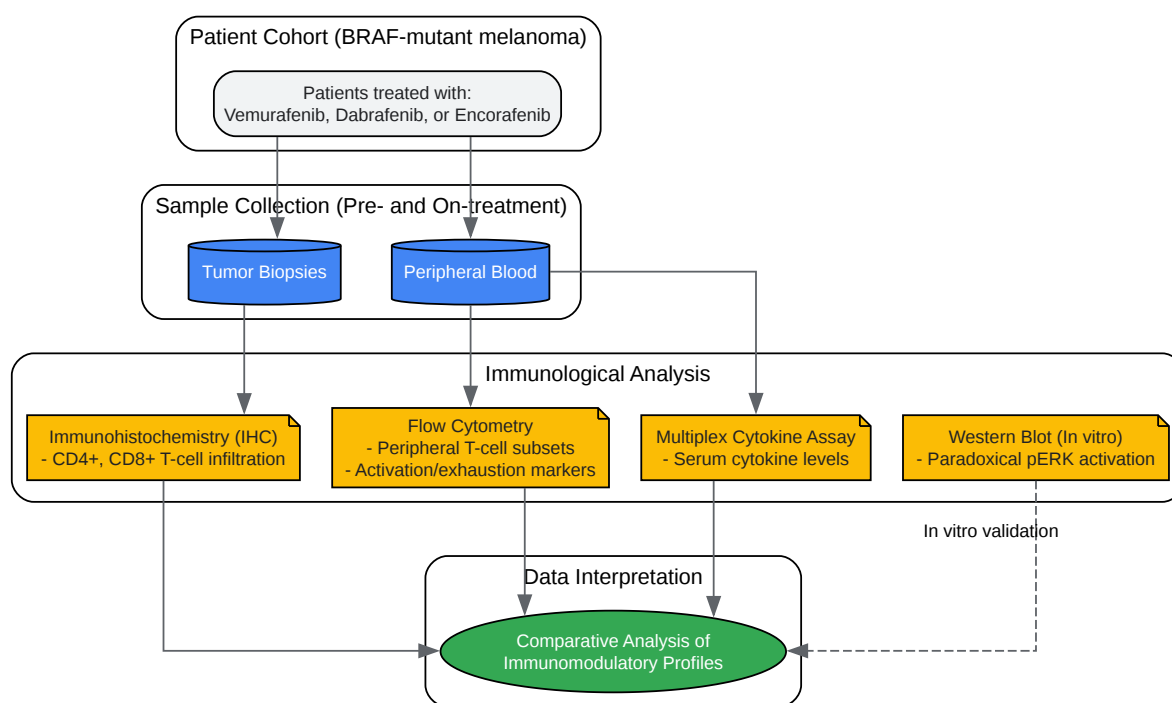 Patient Cohort (BRAF-mutant melanoma)
Patients treated with:
Vemurafenib, Dabrafenib, or Encorafenib
Sample Collection (Pre- and On-treatment)
Tumor Biopsies
Peripheral Blood
Immunological Analysis
Immunohistochemistry (IHC)
- CD4+, CD8+ T-cell infiltration
Flow Cytometry
- Peripheral T-cell subsets
- Activation/exhaustion markers
Multiplex Cytokine Assay
- Serum cytokine levels
Western Blot (In vitro)
- Paradoxical pERK activation
In vitro validation
Data Interpretation
Comparative Analysis of
Immunomodulatory Profiles